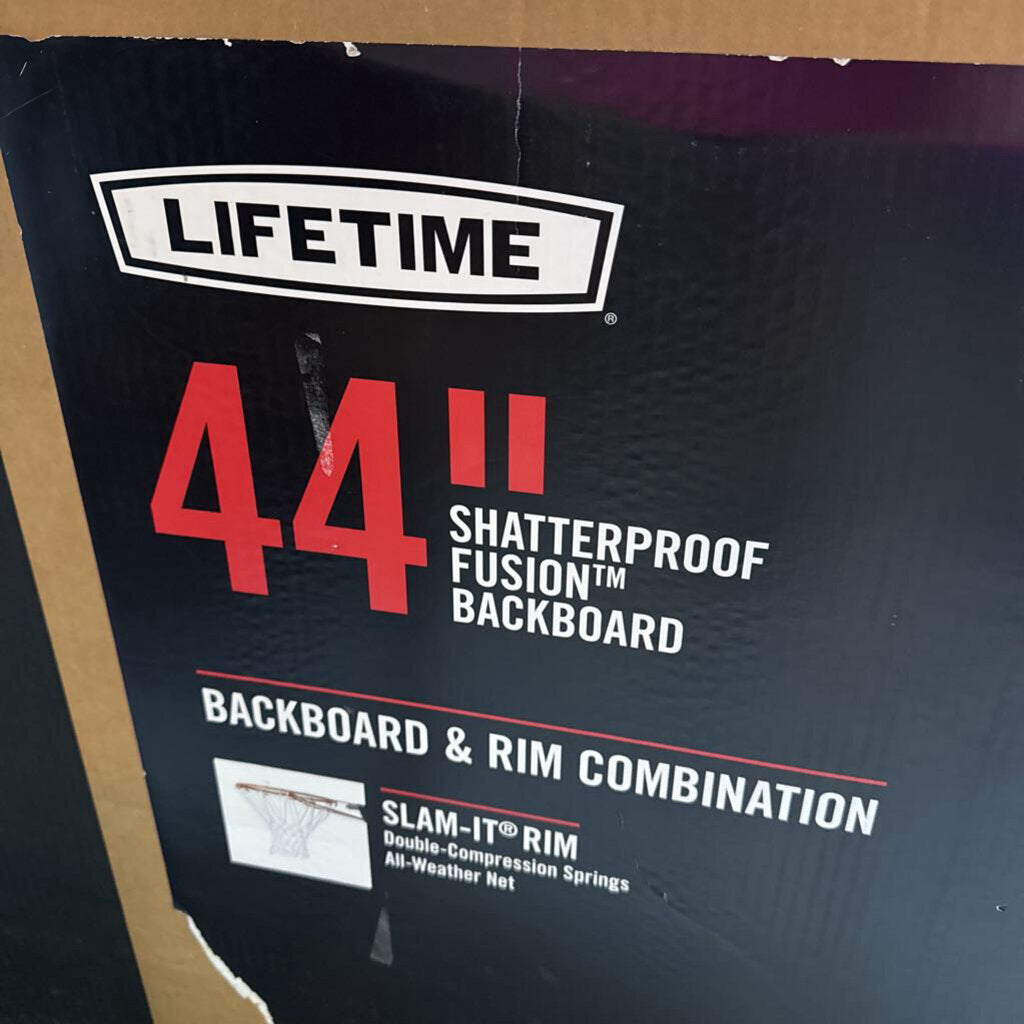 LIFETIME
®
44"
SHATTERPROOF
FUSION™
BACKBOARD
BACKBOARD & RIM COMBINATION
SLAM-IT® RIM
Double-Compression Springs
All-Weather Net